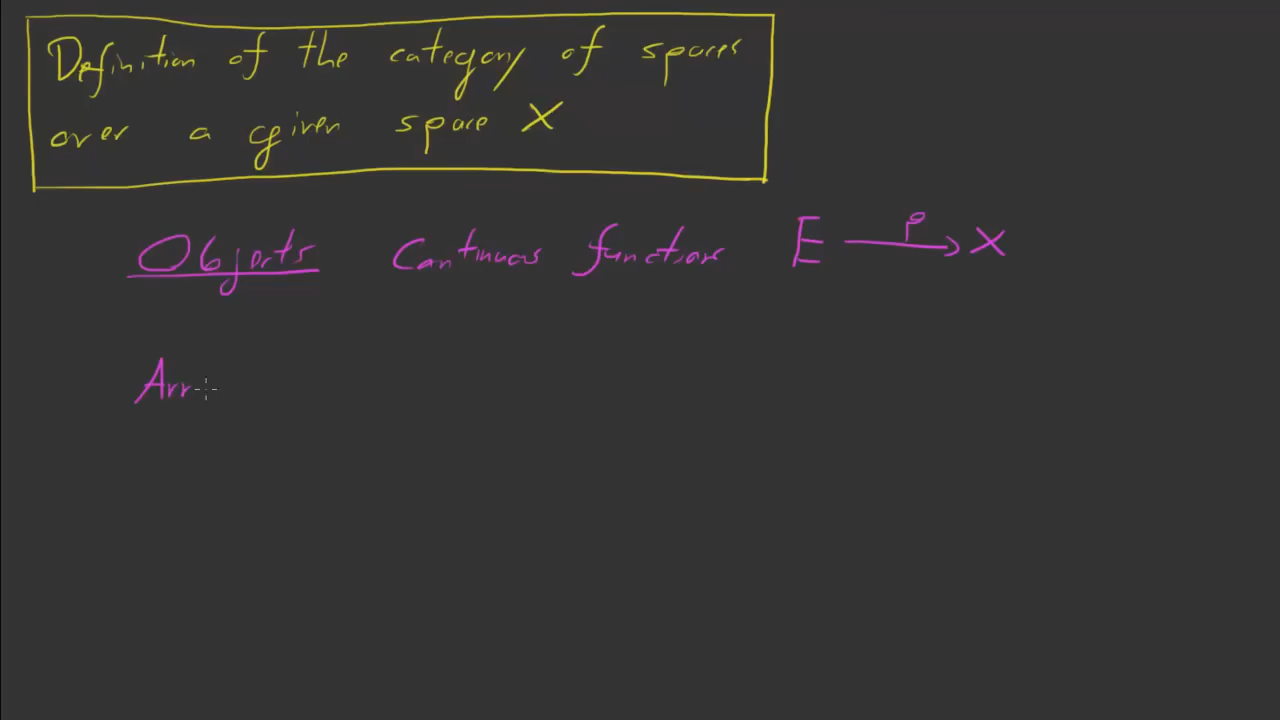 Definition of the category of spaces
over a given space X
Objects Continuous functions E →p X
Arr